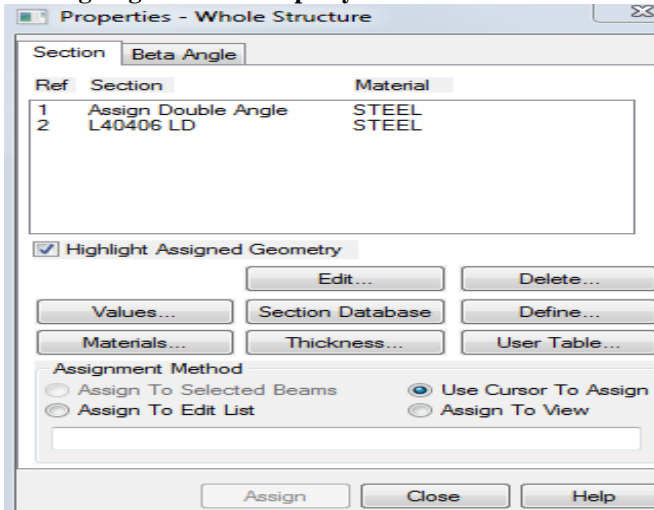 Properties - Whole Structure
Section Beta Angle
Ref Section Material
1 Assign Double Angle STEEL
2 L40406 LD STEEL
Highlight Assigned Geometry
Edit... Delete...
Values... Section Database Define...
Materials... Thickness... User Table...
Assignment Method
Assign To Selected Beams Use Cursor To Assign
Assign To Edit List Assign To View
Assign Close Help